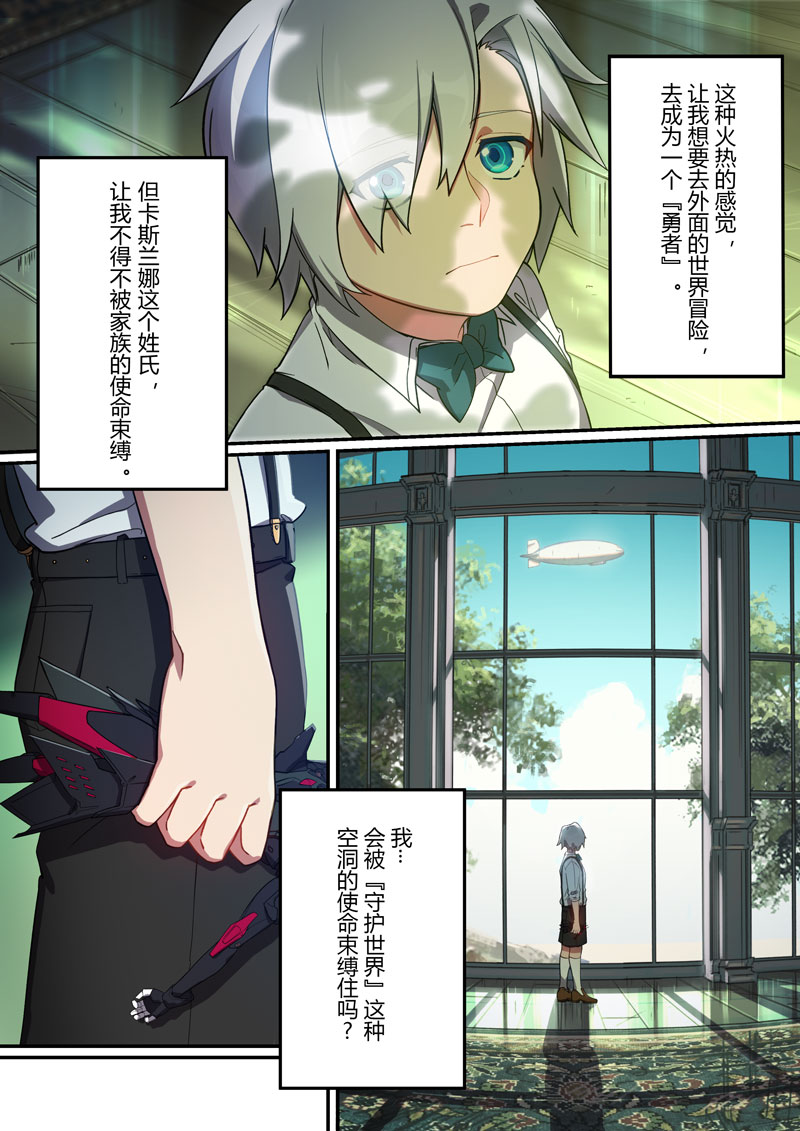 这种火热的感觉，
让我想要去外面的世界冒险，
去成为一个『勇者』。
但卡斯兰娜这个姓氏，
让我不得不被家族的使命束缚。
我…
会被『守护世界』这种
空洞的使命束缚住吗？